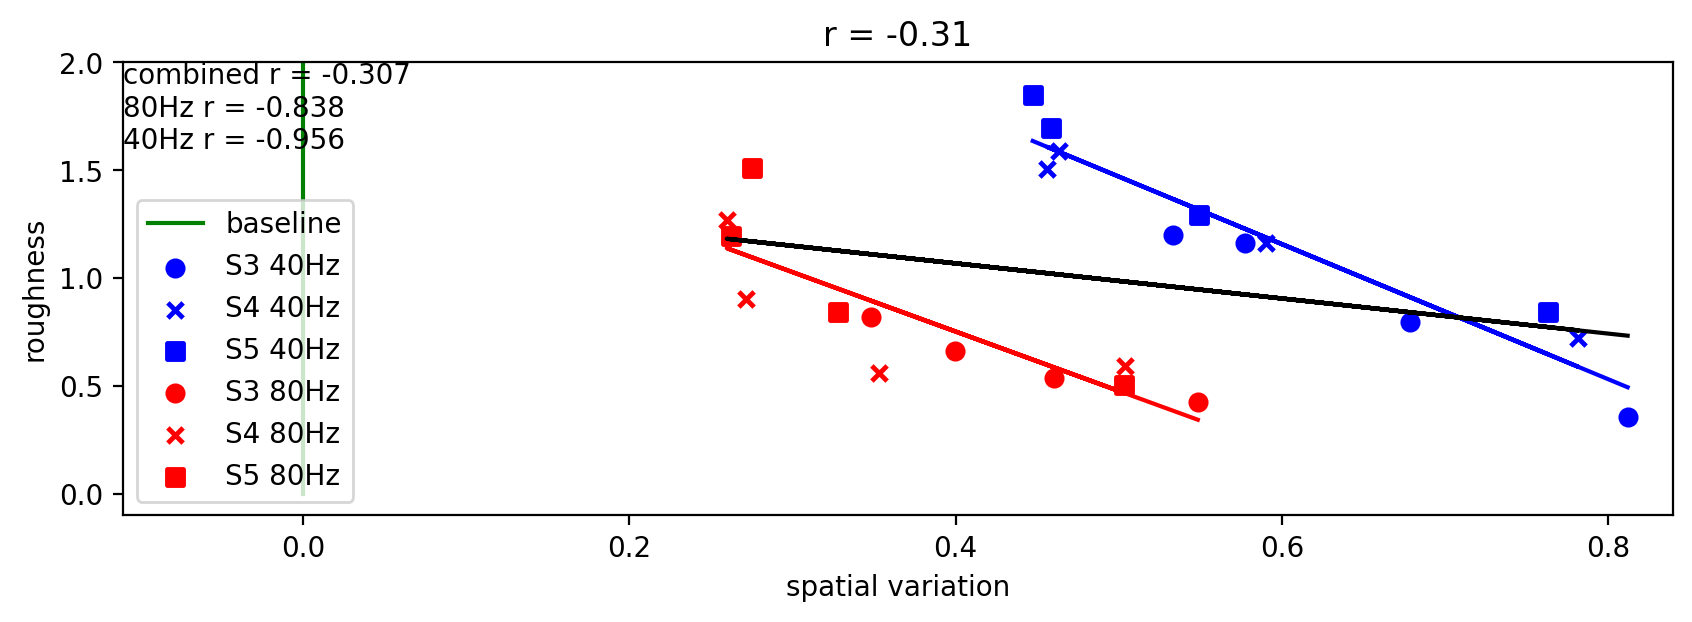 r = -0.31
combined r = -0.307
80Hz r = -0.838
40Hz r = -0.956
baseline
S3 40Hz
S4 40Hz
S5 40Hz
S3 80Hz
S4 80Hz
S5 80Hz
roughness
2.0
1.5
1.0
0.5
0.0
0.0 0.2 0.4 0.6 0.8
spatial variation